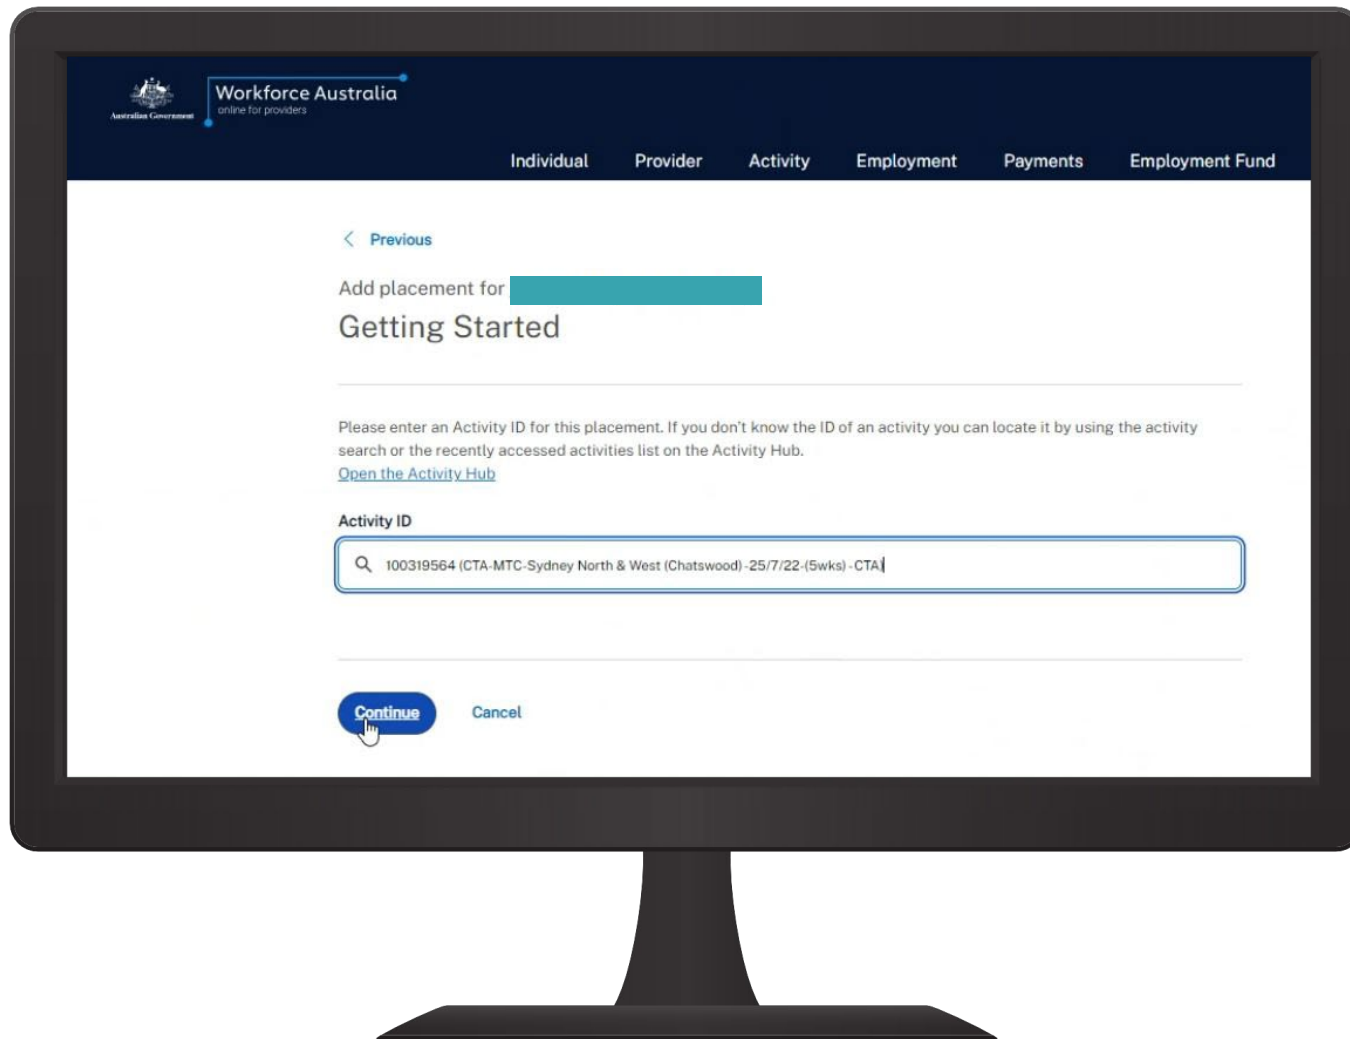 Australian Government
Workforce Australia
online for providers
Individual Provider Activity Employment Payments Employment Fund
Previous
Add placement for
Getting Started
Please enter an Activity ID for this placement. If you don't know the ID of an activity you can locate it by using the activity
search or the recently accessed activities list on the Activity Hub.
Open the Activity Hub
Activity ID
100319564 (CTA-MTC-Sydney North & West (Chatswood) -25/7/22-(5wks) - CTA)
Continue Cancel